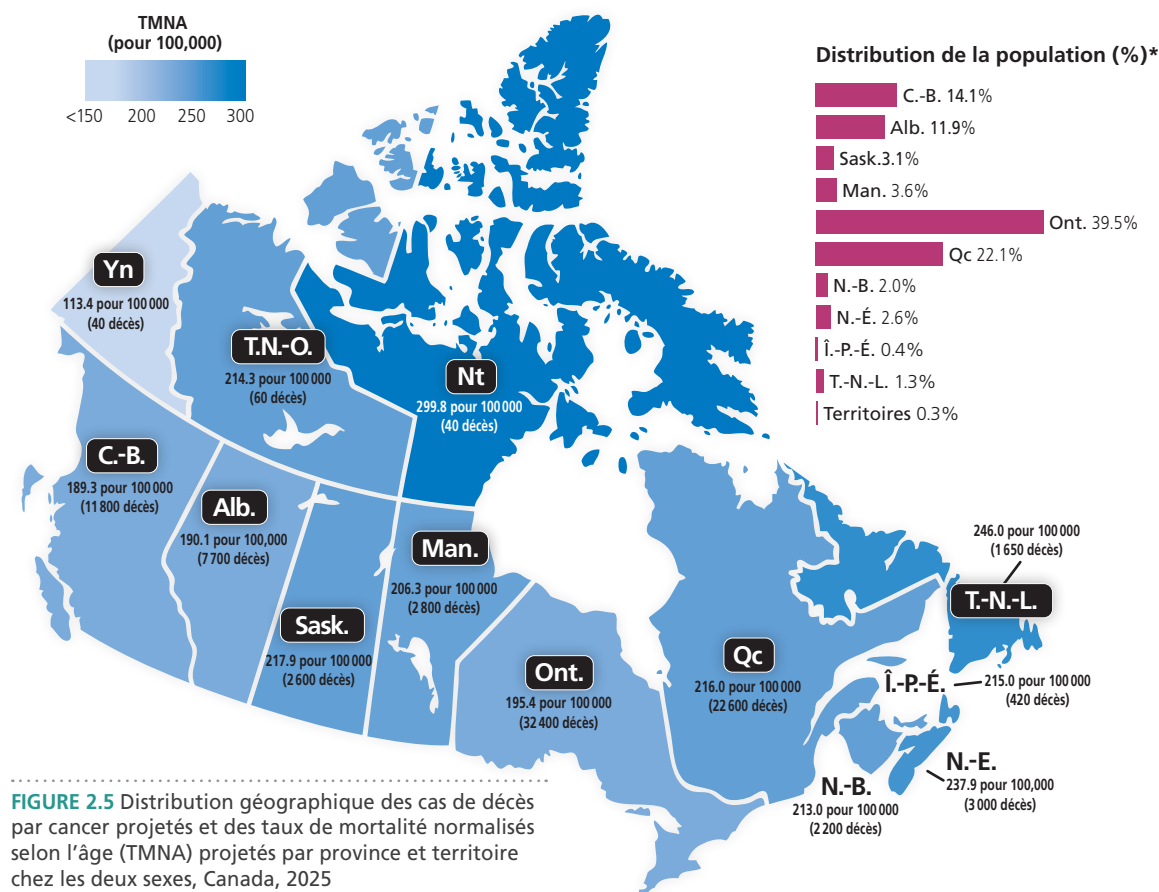 TMNA
(pour 100,000)
<150 200 250 300
Distribution de la population (%)*
C.-B. 14.1%
Alb. 11.9%
Sask.3.1%
Man. 3.6%
Ont. 39.5%
Qc 22.1%
N.-B. 2.0%
N.-É. 2.6%
Î.-P.-É. 0.4%
T.-N.-L. 1.3%
Territoires 0.3%
Yn
113.4 pour 100 000
(40 décès)
T.N.-O.
214.3 pour 100 000
(60 décès)
Nt
299.8 pour 100 000
(40 décès)
C.-B.
189.3 pour 100 000
(11 800 décès)
Alb.
190.1 pour 100,000
(7 700 décès)
Sask.
217.9 pour 100 000
(2 600 décès)
Man.
206.3 pour 100 000
(2 800 décès)
Ont.
195.4 pour 100 000
(32 400 décès)
Qc
216.0 pour 100 000
(22 600 décès)
246.0 pour 100 000
(1 650 décès)
T.-N.-L.
Î.-P.-É.
215.0 pour 100 000
(420 décès)
N.-E.
237.9 pour 100,000
(3 000 décès)
N.-B.
213.0 pour 100 000
(2 200 décès)
FIGURE 2.5 Distribution géographique des cas de décès
par cancer projetés et des taux de mortalité normalisés
selon l'âge (TMNA) projetés par province et territoire
chez les deux sexes, Canada, 2025